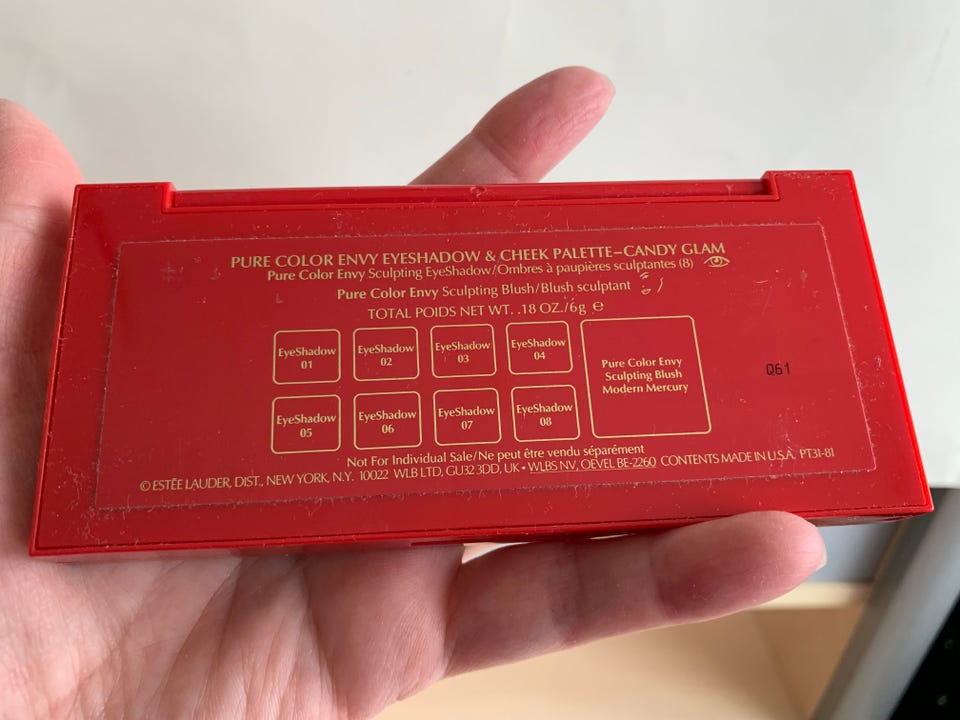 PURE COLOR ENVY EYESHADOW & CHEEK PALETTE–CANDY GLAM
Pure Color Envy Sculpting EyeShadow/Ombres à paupières sculptantes (8)
Pure Color Envy Sculpting Blush/Blush sculptant
TOTAL POIDS NET WT. .18 OZ./6g ℮
EyeShadow
01
EyeShadow
02
EyeShadow
03
EyeShadow
04
Pure Color Envy
Sculpting Blush
Modern Mercury
EyeShadow
05
EyeShadow
06
EyeShadow
07
EyeShadow
08
Q61
Not For Individual Sale/Ne peut être vendu séparément
© ESTĒE LAUDER, DIST., NEW YORK, N.Y. 10022 WLB LTD, GU32 3DD, UK • WLBS NV, OEVEL BE-2260 CONTENTS MADE IN U.S.A. PT31-81